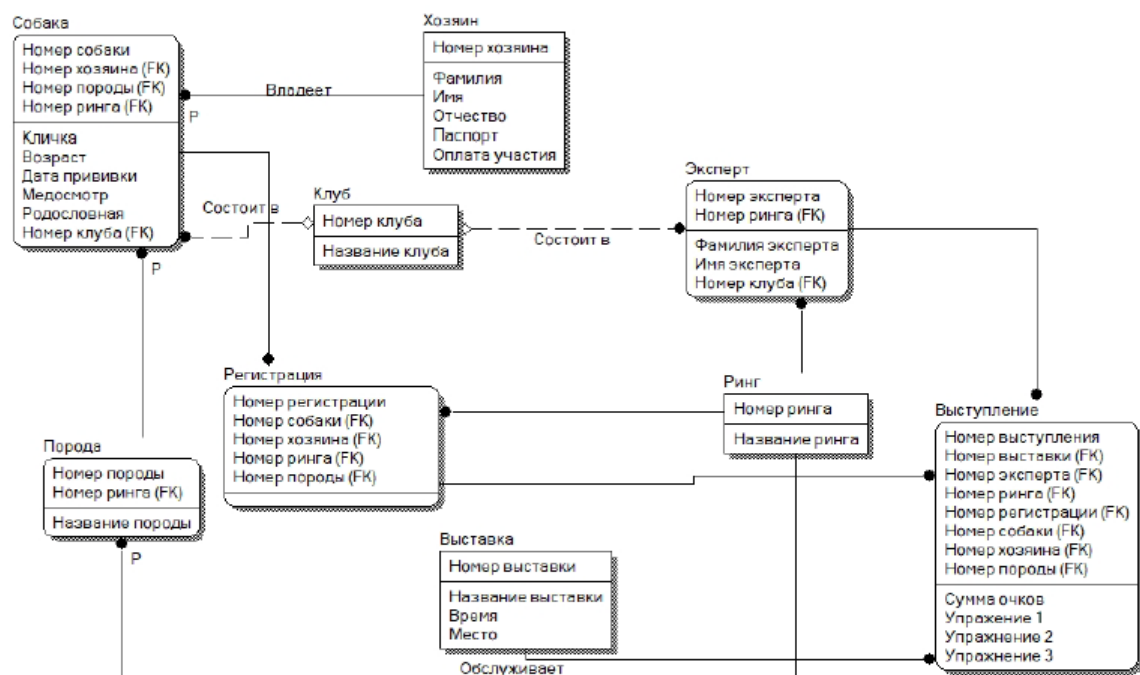 Собака
Номер собаки
Номер хозяина (FK)
Номер породы (FK)
Номер ринга (FK)
Кличка
Возраст
Дата прививки
Медосмотр
Родословная
Номер клуба (FK)
Хозяин
Номер хозяина
Фамилия
Имя
Отчество
Паспорт
Оплата участия
Влодеет
P
Состоит в
P
Клуб
Номер клуба
Название клуба
Состоит в
Эксперт
Номер эксперта
Номер ринга (FK)
Фамилия эксперта
Имя эксперта
Номер клуба (FK)
Регистрация
Номер регистрации
Номер собаки (FK)
Номер хозяина (FK)
Номер ринга (FK)
Номер породы (FK)
Ринг
Номер ринга
Название ринга
Порода
Номер породы
Номер ринга (FK)
Название породы
P
Выставка
Номер выставки
Название выставки
Время
Место
Обслуживает
Выступление
Номер выступления
Номер выставки (FK)
Номер эксперта (FK)
Номер ринга (FK)
Номер регистрации (FK)
Номер собаки (FK)
Номер хозяина (FK)
Номер породы (FK)
Сумма очков
Упражение 1
Упражнение 2
Упражнение 3